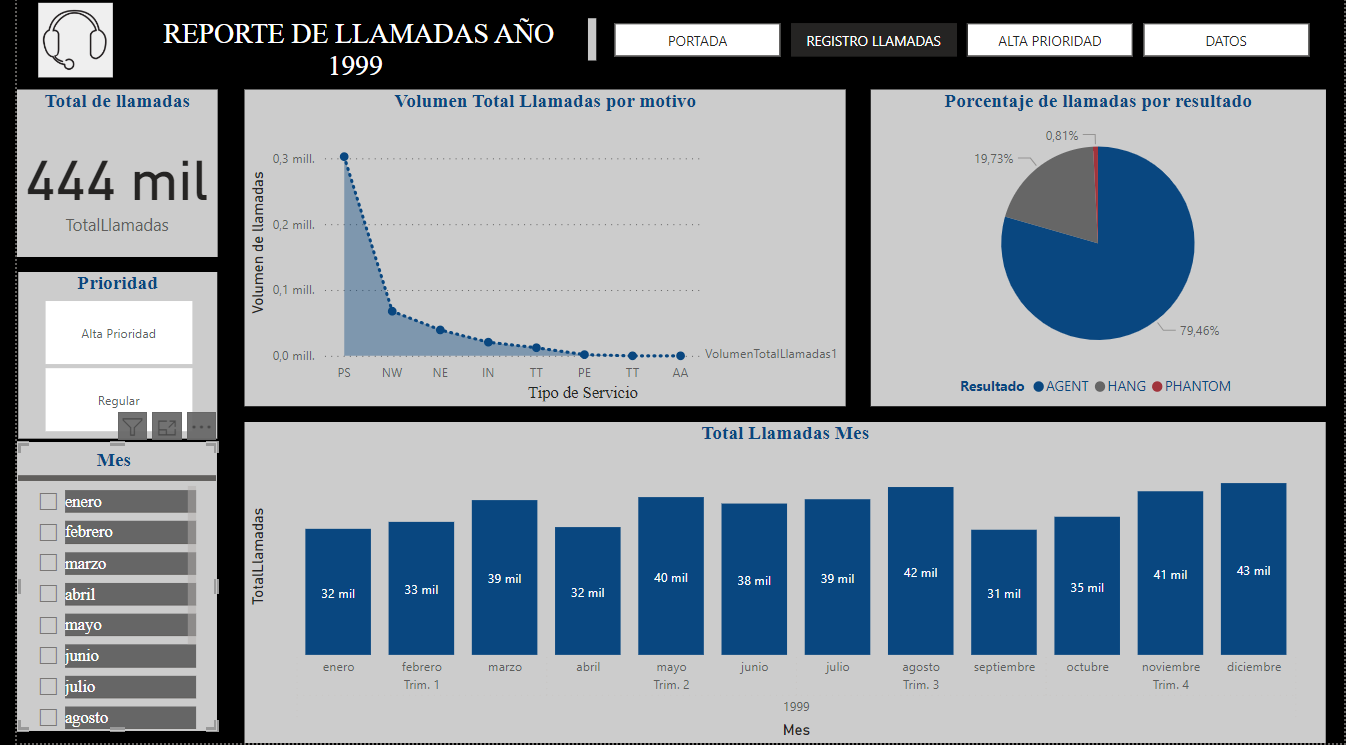 REPORTE DE LLAMADAS AÑO
1999
PORTADA
REGISTRO LLAMADAS
ALTA PRIORIDAD
DATOS
Total de llamadas
444 mil
TotalLlamadas
Prioridad
Alta Prioridad
Regular
Mes
enero
febrero
marzo
abril
mayo
junio
julio
agosto
Volumen Total Llamadas por motivo
Volumen de llamadas
0,3 mill.
0,2 mill.
0,1 mill.
0,0 mill.
VolumenTotalLlamadas1
PS NW NE IN TT PE TT AA
Tipo de Servicio
Porcentaje de llamadas por resultado
0,81%
19,73%
79,46%
Resultado AGENT HANG PHANTOM
Total Llamadas Mes
TotalLlamadas
32 mil 33 mil 39 mil 32 mil 40 mil 38 mil 39 mil 42 mil 31 mil 35 mil 41 mil 43 mil
enero febrero marzo abril mayo junio julio agosto septiembre octubre noviembre diciembre
Trim. 1 Trim. 2 Trim. 3 Trim. 4
1999
Mes